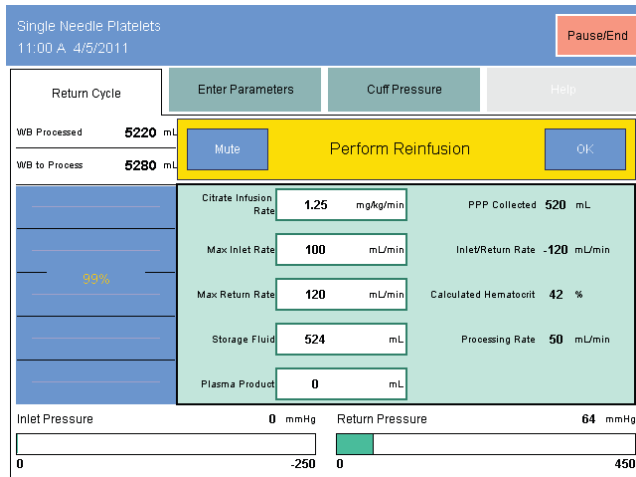 Single Needle Platelets
11:00 A 4/5/2011
Pause/End
Return Cycle
Enter Parameters
Cuff Pressure
Help
WB Processed 5220 mL
WB to Process 5280 mL
Mute
Perform Reinfusion
OK
99%
Citrate Infusion
Rate 1.25 mg/kg/min
PPP Collected 520 mL
Max Inlet Rate 100 mL/min
Inlet/Return Rate -120 mL/min
Max Return Rate 120 mL/min
Calculated Hematocrit 42 %
Storage Fluid 524 mL
Processing Rate 50 mL/min
Plasma Product 0 mL
Inlet Pressure 0 mmHg
Return Pressure 64 mmHg
0 -250
0 450